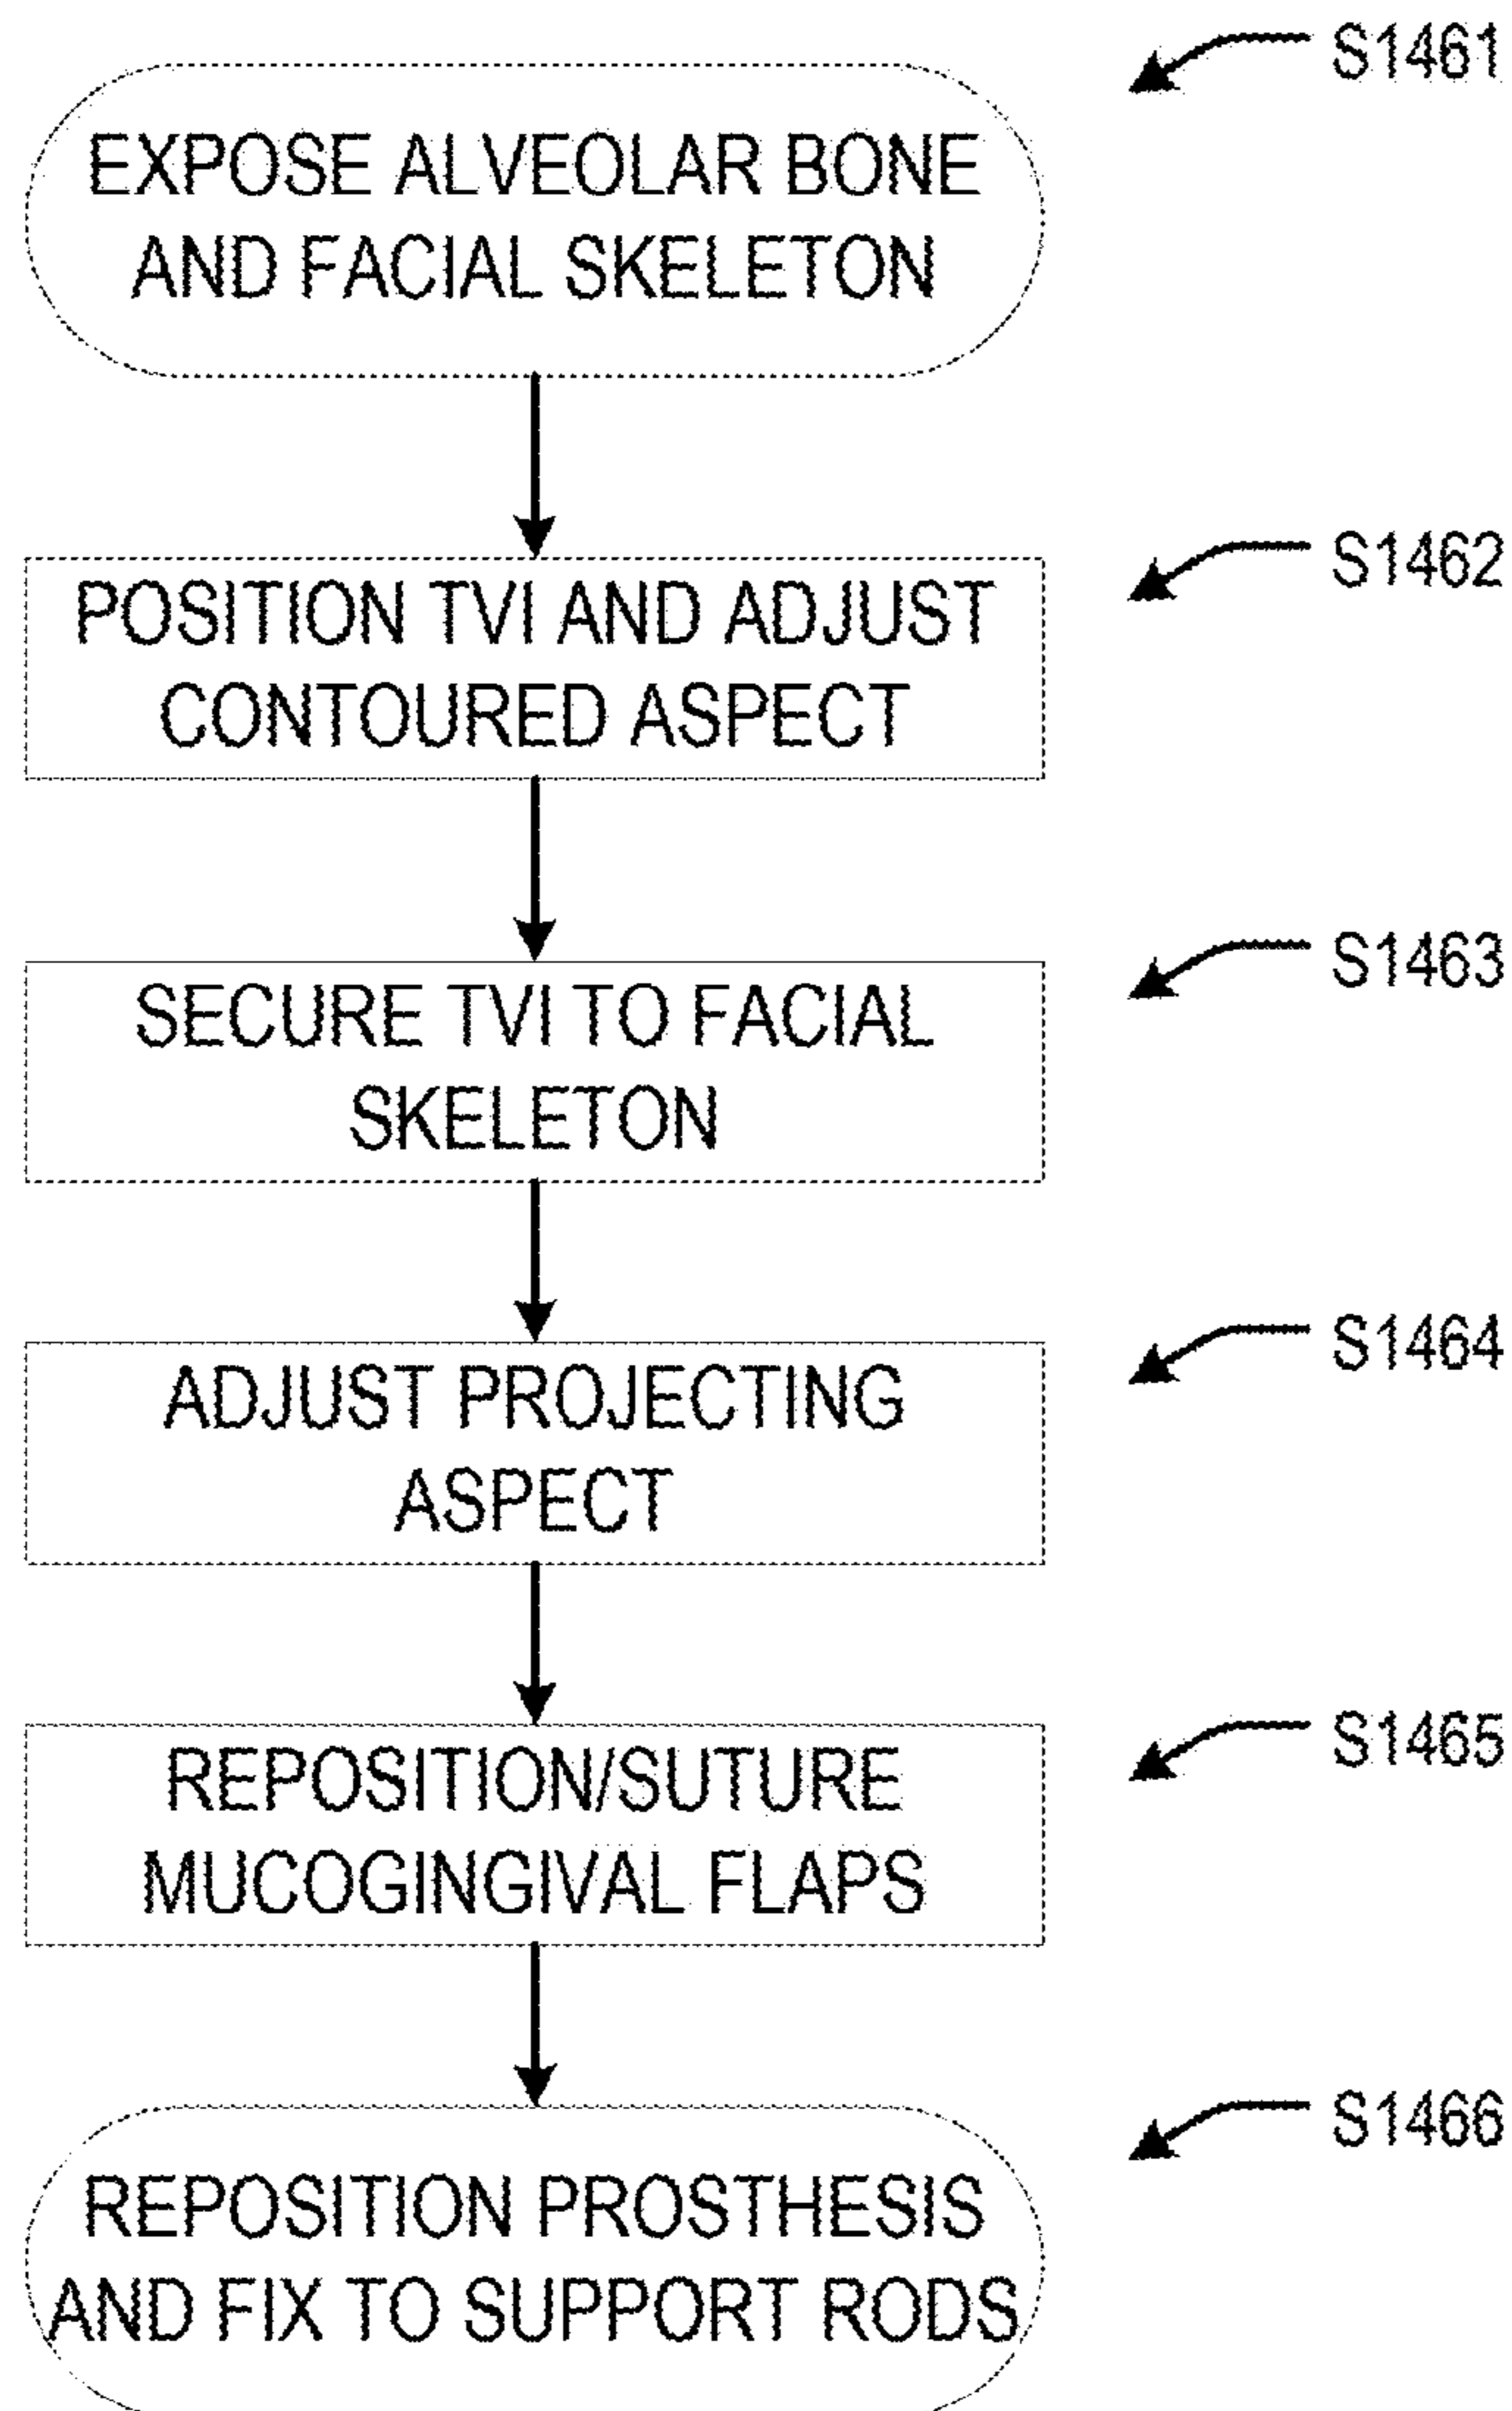 S1461
EXPOSE ALVEOLAR BONE
AND FACIAL SKELETON
S1462
POSITION TVI AND ADJUST
CONTOURED ASPECT
S1463
SECURE TVI TO FACIAL
SKELETON
S1464
ADJUST PROJECTING
ASPECT
S1465
REPOSITION/SUTURE
MUCOGINGIVAL FLAPS
S1466
REPOSITION PROSTHESIS
AND FIX TO SUPPORT RODS